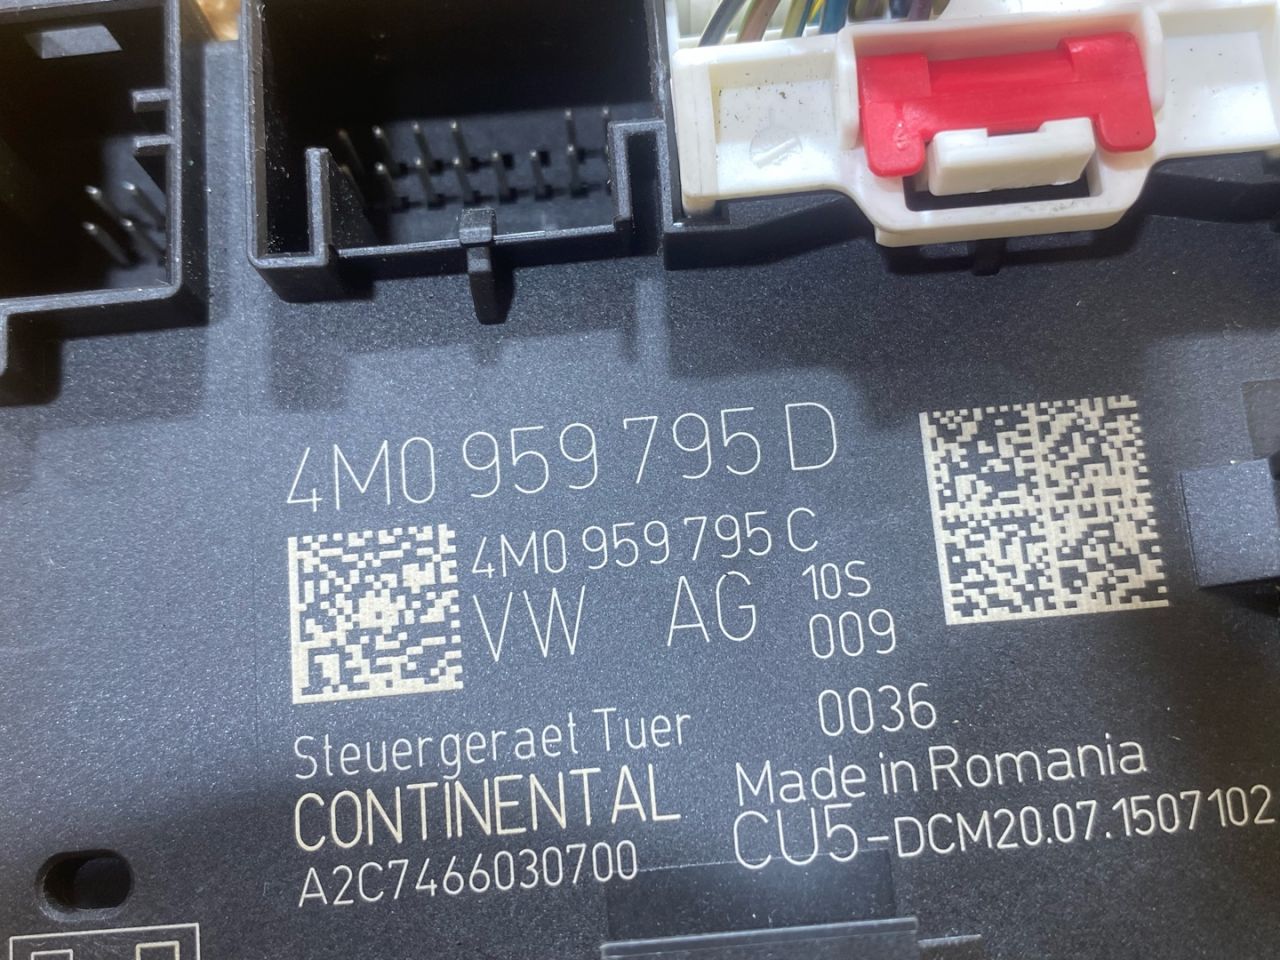 4M0 959 795 D
4M0 959 795 C
VW AG 10S
009
0036
Steuergeraet Tuer
CONTINENTAL
Made in Romania
A2C7466030700
CU5-DCM20.07.1507102